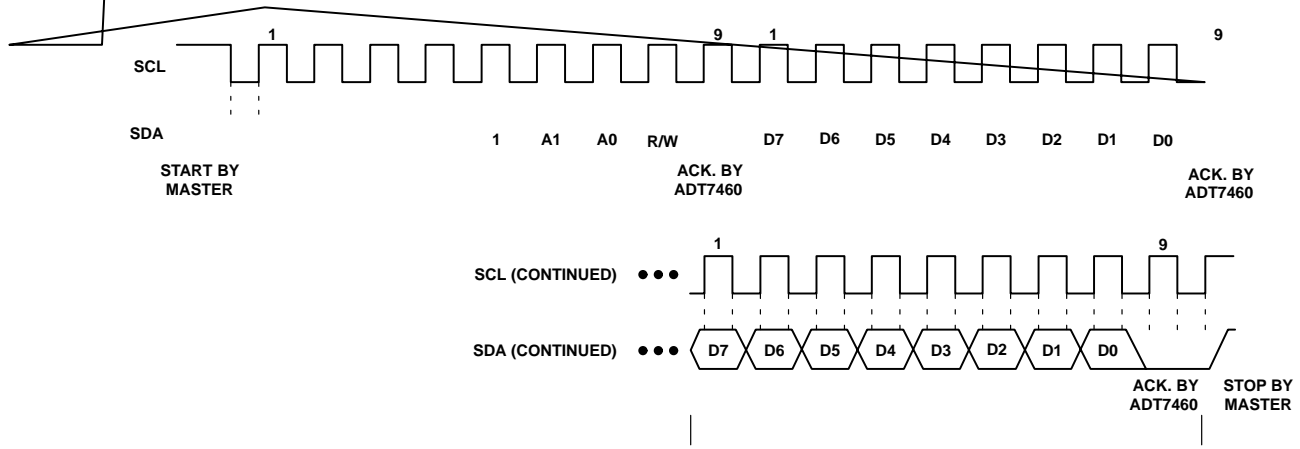 1 9 1 9
SCL
SDA 1 A1 A0 R/W D7 D6 D5 D4 D3 D2 D1 D0
START BY
MASTER
ACK. BY
ADT7460
ACK. BY
ADT7460
1 9
SCL (CONTINUED)
SDA (CONTINUED) D7 D6 D5 D4 D3 D2 D1 D0
ACK. BY
ADT7460
STOP BY
MASTER